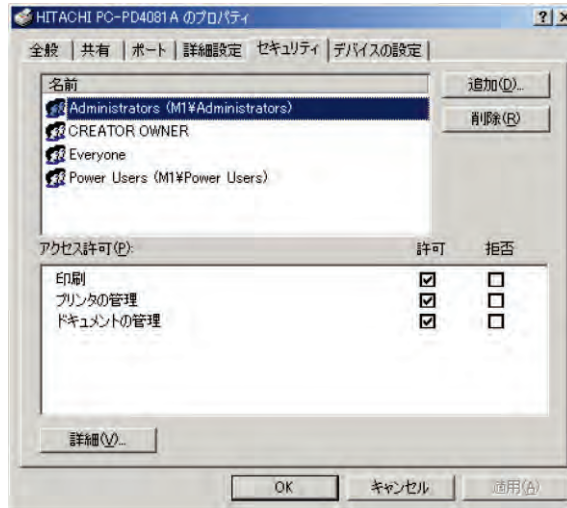 HITACHI PC-PD4081A のプロパティ
全般 共有 ポート 詳細設定 セキュリティ デバイスの設定
名前
追加(D)...
Administrators (M1¥Administrators)
削除(R)
CREATOR OWNER
Everyone
Power Users (M1¥Power Users)
アクセス許可(P): 許可 拒否
印刷
プリンタの管理
ドキュメントの管理
詳細(V)...
OK キャンセル 適用(A)